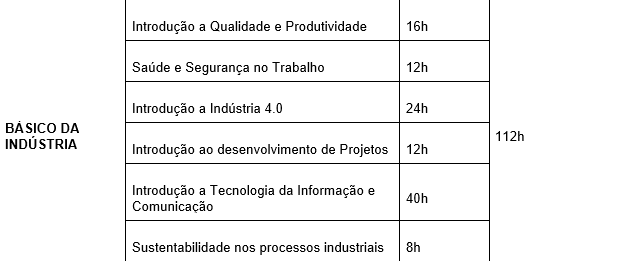 Introdução a Qualidade e Produtividade 16h
Saúde e Segurança no Trabalho 12h
Introdução a Indústria 4.0 24h
BÁSICO DA
INDÚSTRIA
112h
Introdução ao desenvolvimento de Projetos 12h
Introdução a Tecnologia da Informação e
Comunicação
40h
Sustentabilidade nos processos industriais 8h